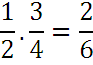 1/2 . 3/4 = 2/6